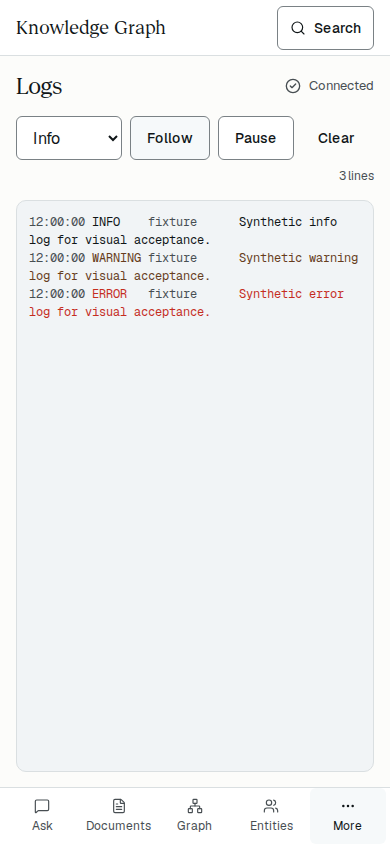 Knowledge Graph
Search
Logs
Connected
Info
Follow
Pause
Clear
3 lines
12:00:00 INFO fixture Synthetic info
log for visual acceptance.
12:00:00 WARNING fixture Synthetic warning
log for visual acceptance.
12:00:00 ERROR fixture Synthetic error
log for visual acceptance.
Ask
Documents
Graph
Entities
More